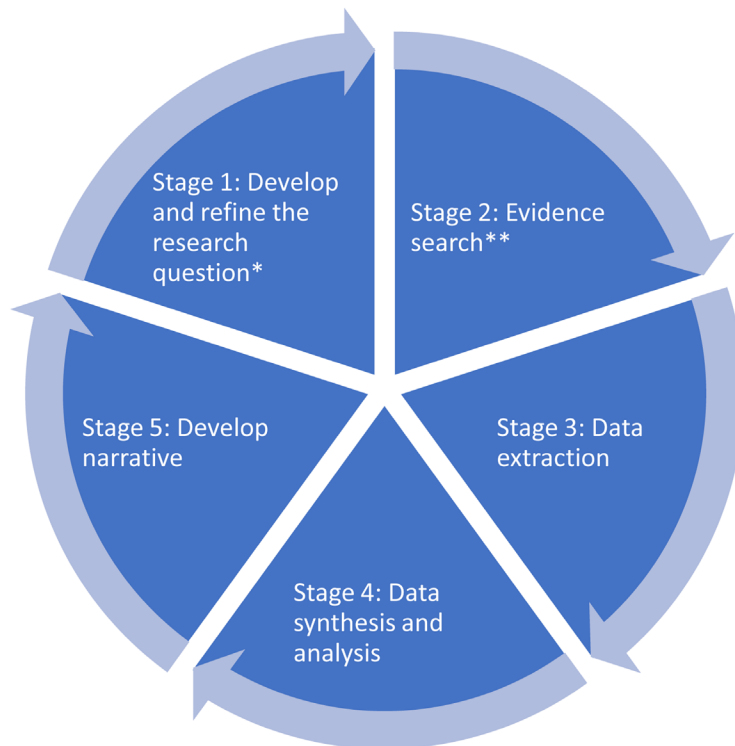 Stage 1: Develop
and refine the
research
question*
Stage 2: Evidence
search**
Stage 3: Data
extraction
Stage 4: Data
synthesis and
analysis
Stage 5: Develop
narrative